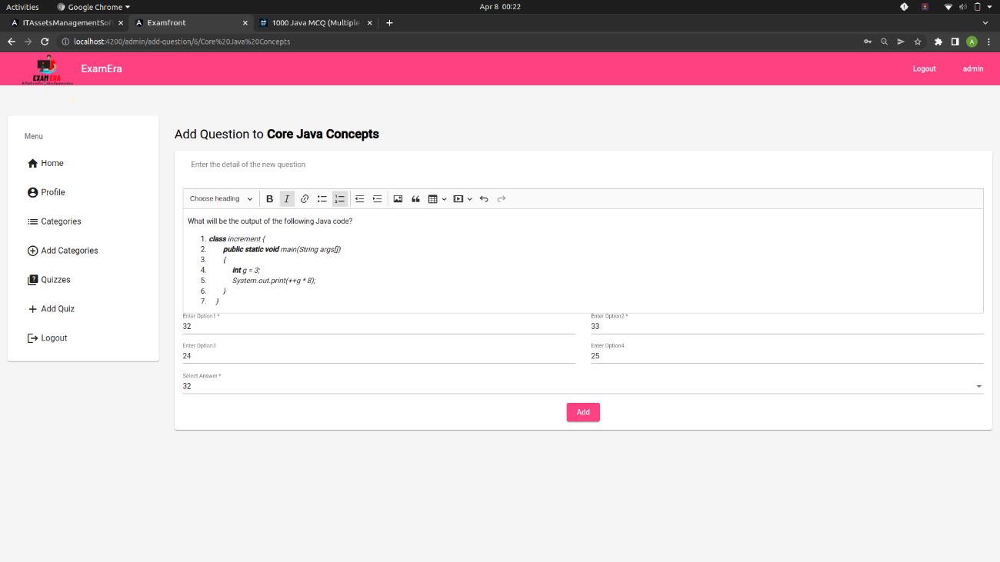 Activities Google Chrome Apr 8 00:22
ITAssetsManagementSof Examfront 1000 Java MCQ (Multiple
localhost:4200/admin/add-question/6/Core%20Java%20Concepts A
EXAM ERA
A Platform For Online Examination
ExamEra Logout admin
Menu
Home
Profile
Categories
Add Categories
Quizzes
Add Quiz
Logout
Add Question to Core Java Concepts
Enter the detail of the new question
Choose heading B I
What will be the output of the following Java code?
1. class increment {
2. public static void main(String args[])
3. {
4. int g = 3;
5. System.out.print(++g * 8);
6. }
7. }
Enter Option1 * Enter Option2 *
32 33
Enter Option3 Enter Option4
24 25
Select Answer *
32
Add